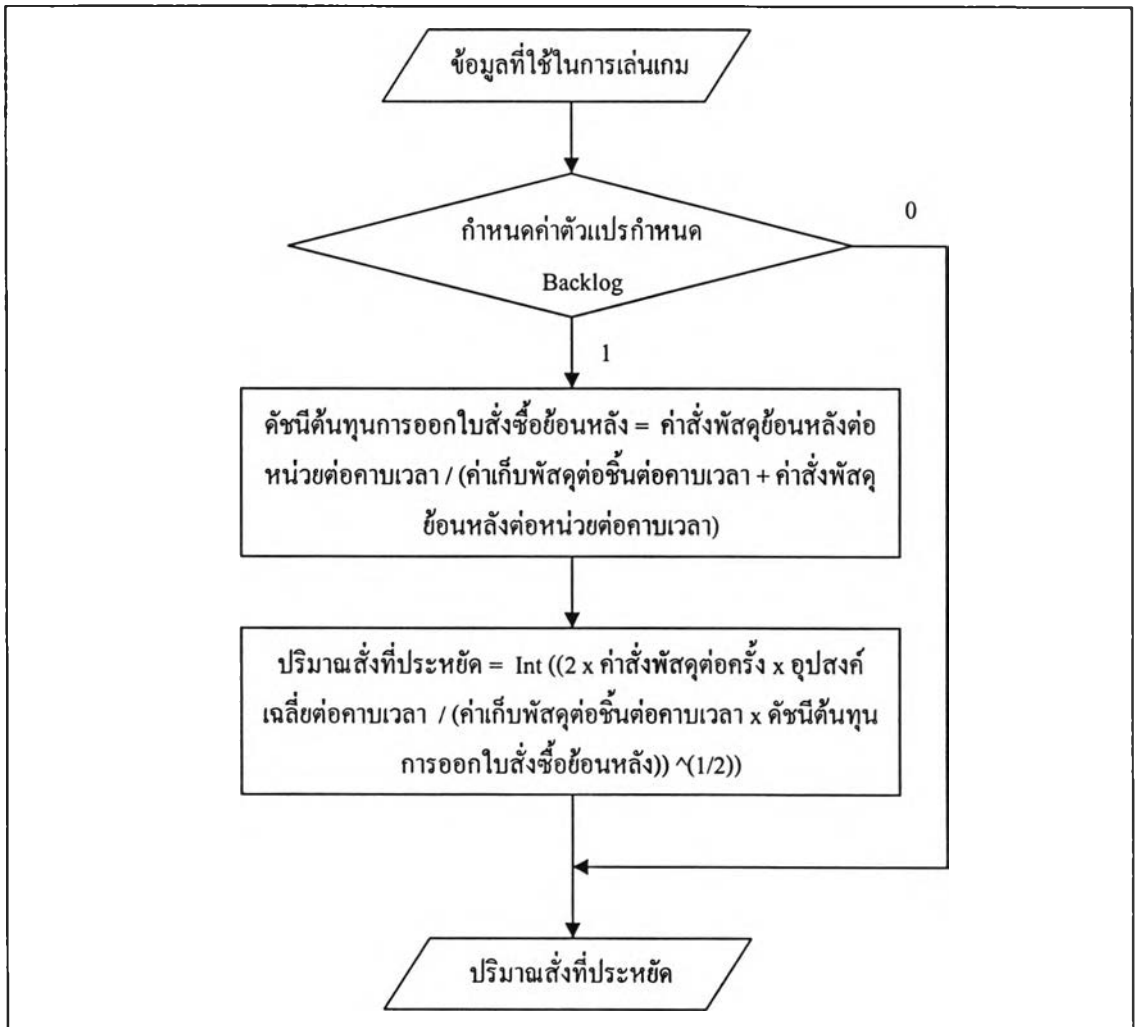 ข้อมูลที่ใช้ในการเล่นเกม
กำหนดค่าตัวแปรกำหนด
Backlog
0
1
ดัชนีต้นทุนการออกใบสั่งซื้อย้อนหลัง = ค่าสั่งพัสดุย้อนหลังต่อ
หน่วยต่อคาบเวลา / (ค่าเก็บพัสดุต่อชิ้นต่อคาบเวลา + ค่าสั่งพัสดุ
ย้อนหลังต่อหน่วยต่อคาบเวลา)
ปริมาณสั่งที่ประหยัด = Int ((2 x ค่าสั่งพัสดุต่อครั้ง x อุปสงค์
เฉลี่ยต่อคาบเวลา / (ค่าเก็บพัสดุต่อชิ้นต่อคาบเวลา x ดัชนีต้นทุน
การออกใบสั่งซื้อย้อนหลัง)) ^(1/2))
ปริมาณสั่งที่ประหยัด